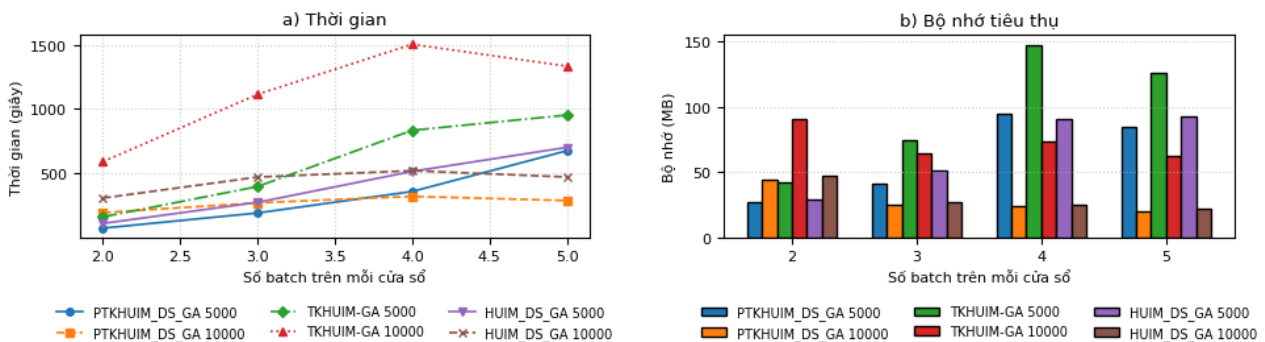 a) Thời gian
1500
1000
500
Thời gian (giây)
2.0 2.5 3.0 3.5 4.0 4.5 5.0
Số batch trên mỗi cửa sổ
PTKHUIM_DS_GA 5000 TKHUIM-GA 5000 HUIM_DS_GA 5000
PTKHUIM_DS_GA 10000 TKHUIM-GA 10000 HUIM_DS_GA 10000
b) Bộ nhớ tiêu thụ
150
100
50
0
Bộ nhớ (MB)
2 3 4 5
Số batch trên mỗi cửa sổ
PTKHUIM_DS_GA 5000 TKHUIM-GA 5000 HUIM_DS_GA 5000
PTKHUIM_DS_GA 10000 TKHUIM-GA 10000 HUIM_DS_GA 10000